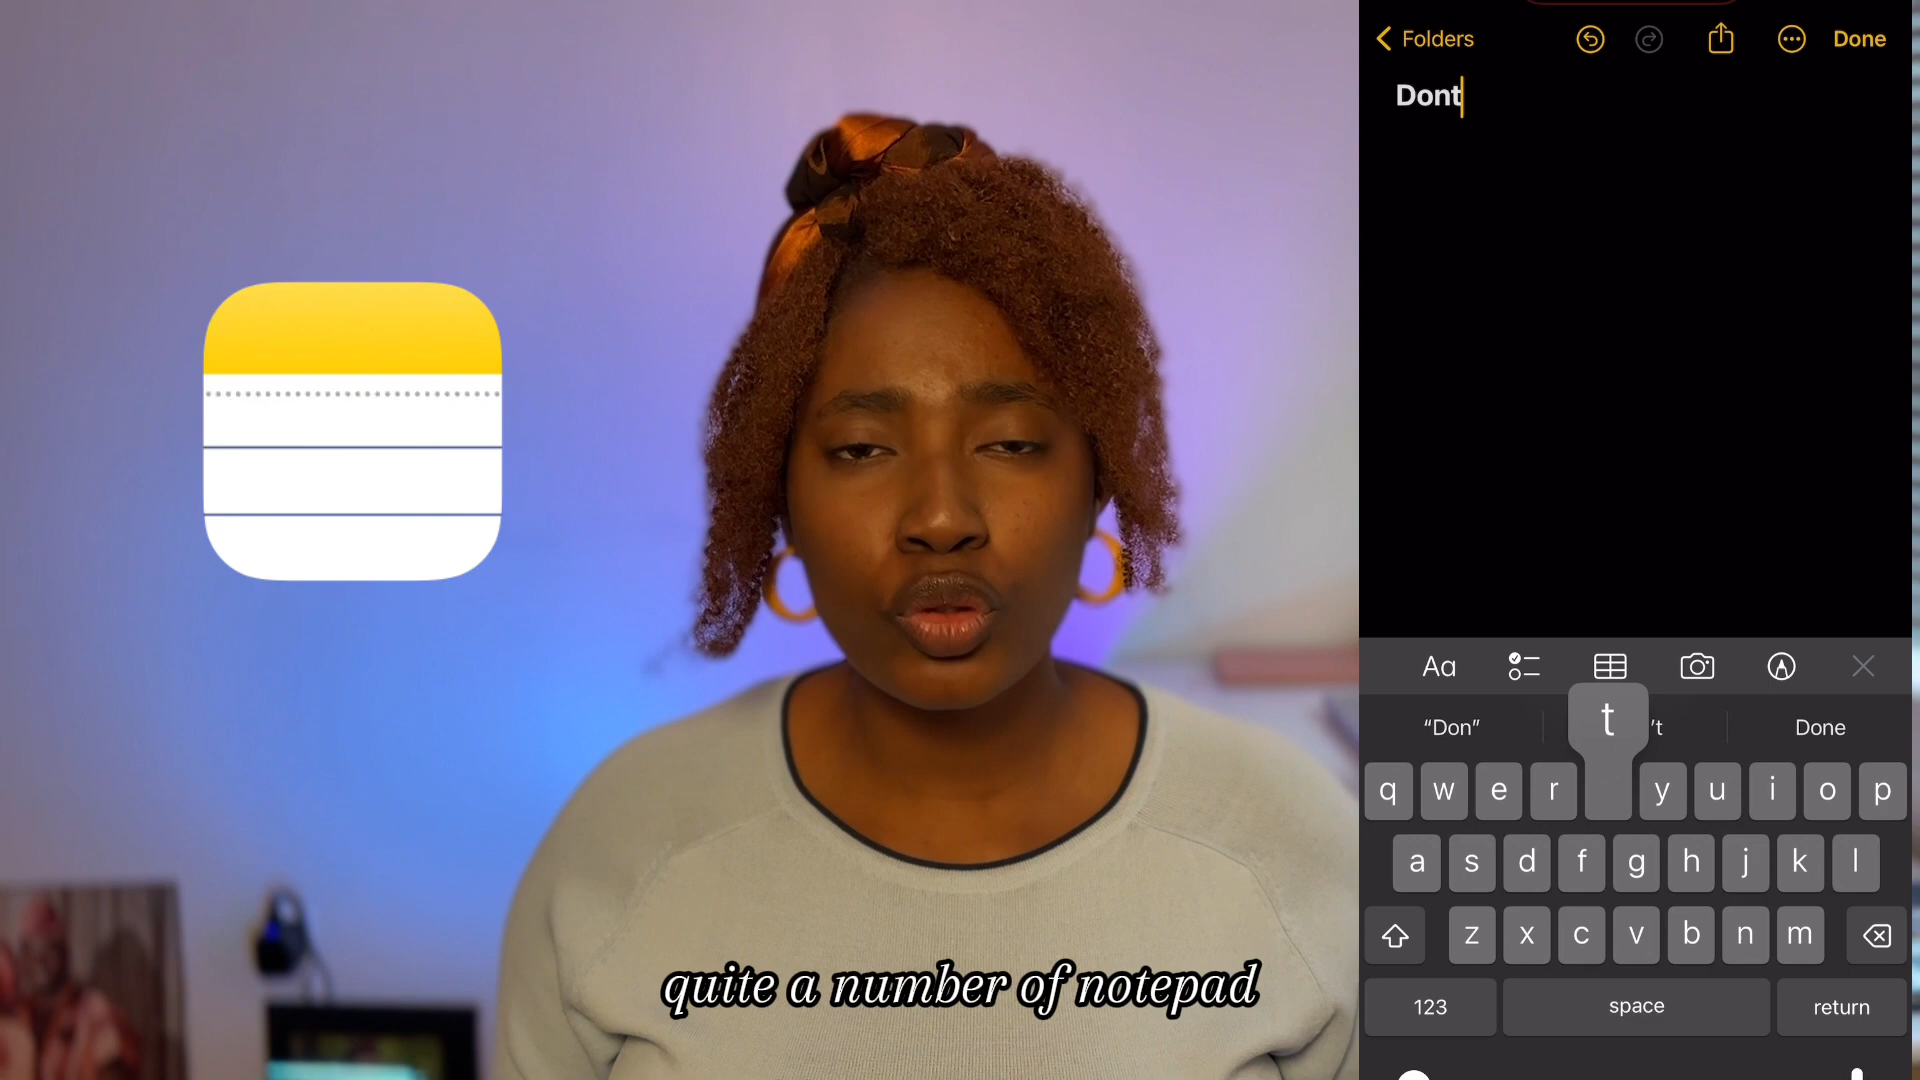 Folders
Done
Dont
quite a number of notepad
Aa
“Don”
t
’t
Done
q w e r y u i o p
a s d f g h j k l
z x c v b n m
123
space
return